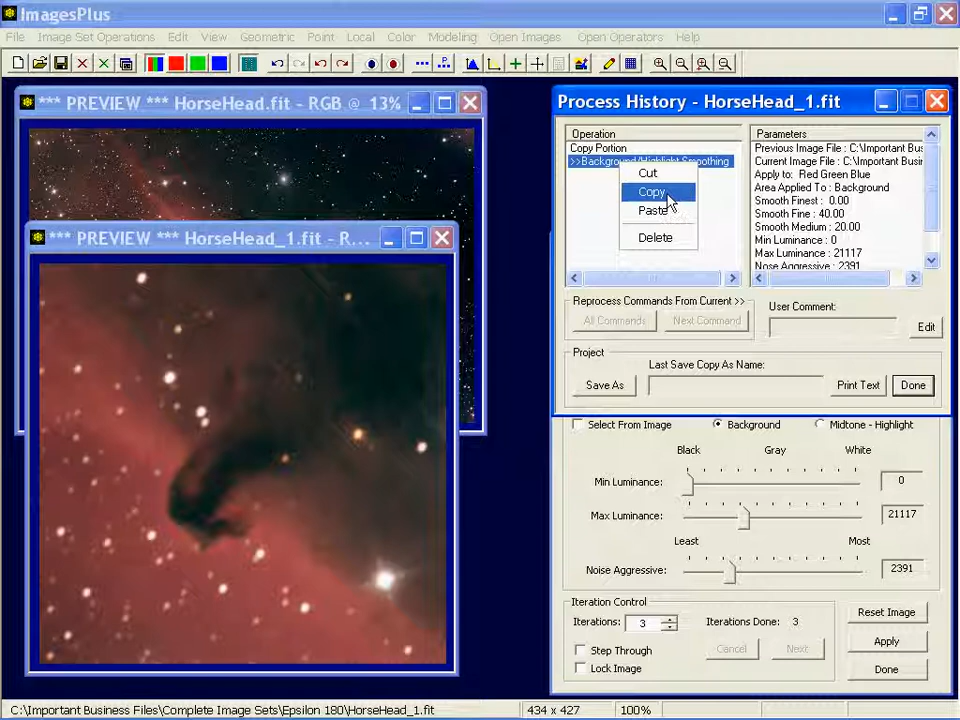 ImagesPlus
File Image Set Operations Edit View Geometric Point Local Color Modeling Open Images Open Operators Help
*** PREVIEW *** HorseHead.fit - RGB @ 13%
*** PREVIEW *** HorseHead_1.fit - R...
Process History - HorseHead_1.fit
Operation
Copy Portion
>>Background/Highlight Smoothing
Cut
Copy
Paste
Delete
Parameters
Previous Image File : C:\Important Bus
Current Image File : C:\Important Busi
Apply to: Red Green Blue
Area Applied To : Background
Smooth Finest : 0.00
Smooth Fine : 40.00
Smooth Medium : 20.00
Min Luminance : 0
Max Luminance : 21117
Noise Aggressive : 2391
Reprocess Commands From Current >>
All Commands
Next Command
User Comment:
Edit
Project
Last Save Copy As Name:
Save As
Print Text
Done
Select From Image
Background
Midtone - Highlight
Black Gray White
Min Luminance: 0
Max Luminance: 21117
Least Most
Noise Aggressive: 2391
Iteration Control
Iterations: 3
Iterations Done: 3
Step Through
Lock Image
Cancel
Next
Reset Image
Apply
Done
C:\Important Business Files\Complete Image Sets\Epsilon 180\HorseHead_1.fit
434 x 427
100%